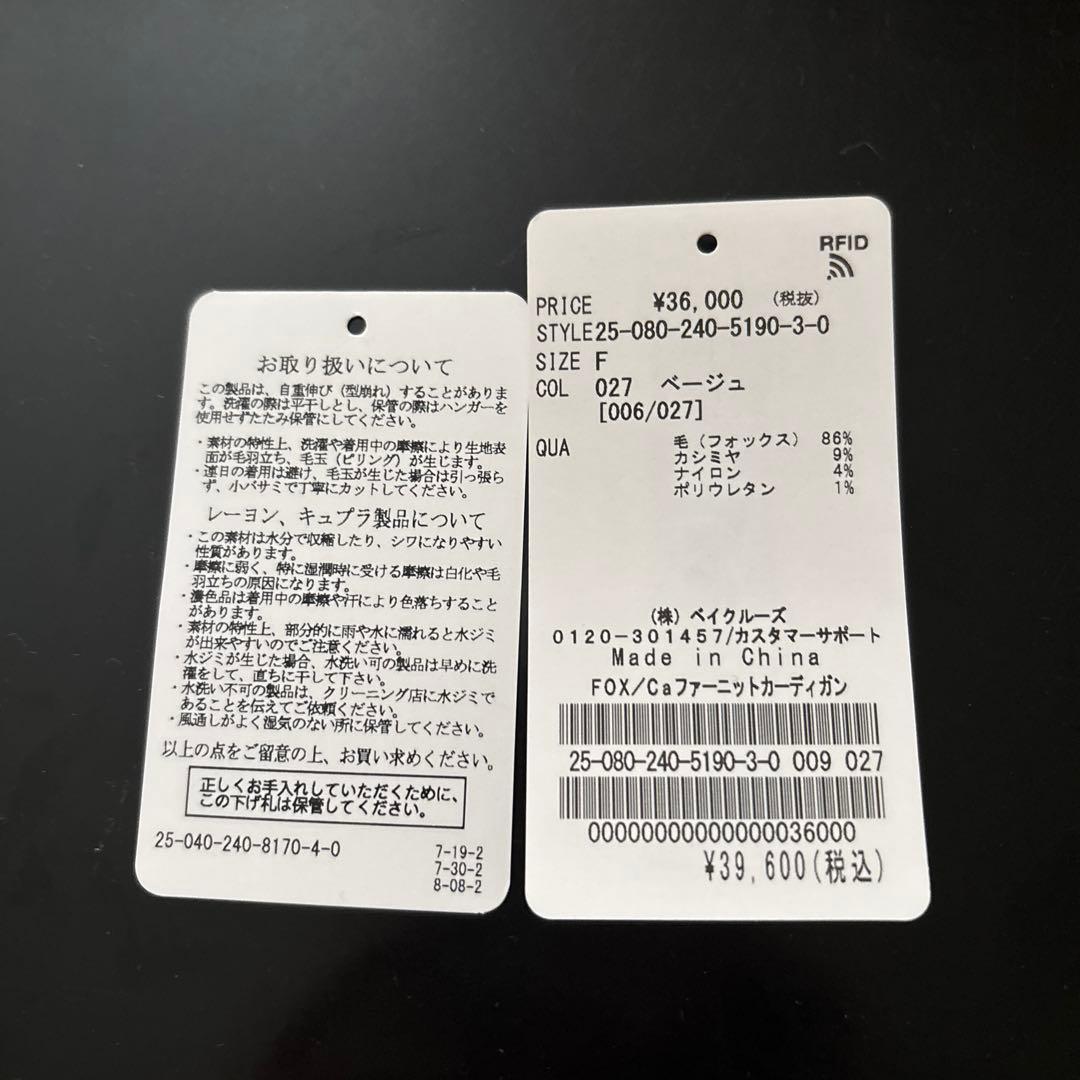 お取り扱いについて
この製品は、自重伸び（型崩れ）することがありま
す。洗濯の際は平干しとし、保管の際はハンガーを
使用せずたたみ保管にしてください。
・素材の特性上、洗濯や着用中の摩擦により生地表
面が毛羽立ち、毛玉（ピリング）が生じます。
・連日の着用は避け、毛玉が生じた場合は引っ張ら
ず、小バサミで丁寧にカットしてください。
レーヨン、キュプラ製品について
・この素材は水分で収縮したり、シワになりやすい
性質があります。
・摩擦に弱く、特に湿潤時に受ける摩擦は白化や毛
羽立ちの原因になります。
・濃色品は着用中の摩擦や汗により色落ちすること
があります。
・素材の特性上、部分的に雨や水に濡れると水ジミ
が出来やすいのでご注意ください。
・水ジミが生じた場合、水洗い可の製品は早めに洗
濯をして、直ちに干して下さい。
・水洗い不可の製品は、クリーニング店に水ジミで
あることを伝えてご依頼ください。
・風通しがよく湿気のない所に保管してください。
以上の点をご留意の上、お買い求めください。
正しくお手入れしていただくために、
この下げ札は保管してください。
25-040-240-8170-4-0
7-19-2
7-30-2
8-08-2
RFID
PRICE ¥36,000 （税抜）
STYLE 25-080-240-5190-3-0
SIZE F
COL 027 ベージュ
[006/027]
QUA 毛（フォックス） 86%
カシミヤ 9%
ナイロン 4%
ポリウレタン 1%
（株）ベイクルーズ
0120-301457/カスタマーサポート
Made in China
FOX/Caファーニットカーディガン
25-080-240-5190-3-0 009 027
00000000000000036000
¥39,600(税込)